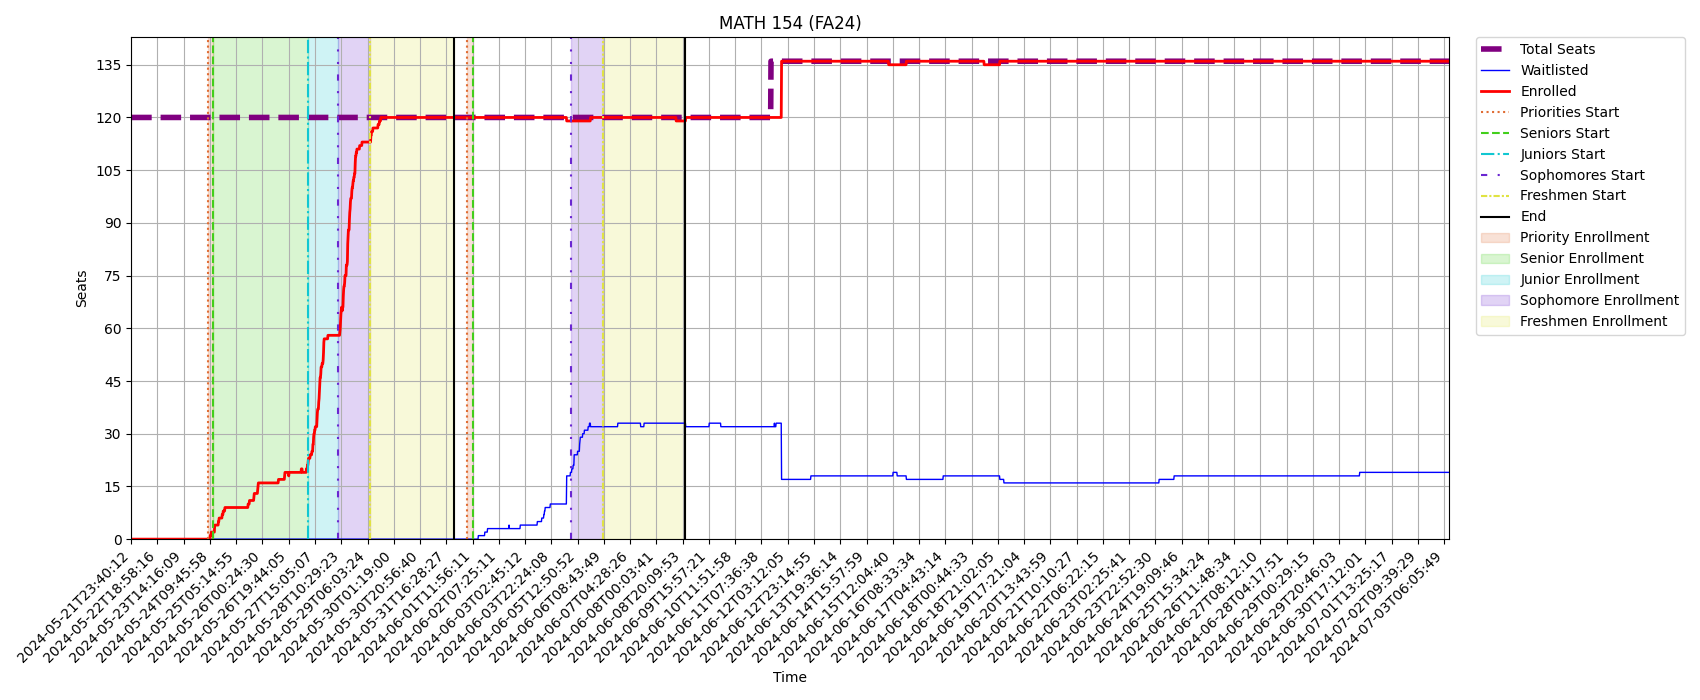 MATH 154 (FA24)
Seats
135
120
105
90
75
60
45
30
15
0
2024-05-21T23:40:12
2024-05-22T18:58:16
2024-05-23T14:16:09
2024-05-24T09:45:58
2024-05-25T05:14:55
2024-05-26T00:24:30
2024-05-26T19:44:05
2024-05-27T15:05:07
2024-05-28T10:29:23
2024-05-29T06:03:24
2024-05-30T01:19:00
2024-05-30T20:56:40
2024-05-31T16:28:27
2024-06-01T11:56:11
2024-06-02T07:25:11
2024-06-03T02:45:12
2024-06-03T22:24:08
2024-06-05T12:50:52
2024-06-06T08:43:49
2024-06-07T04:28:26
2024-06-08T00:03:41
2024-06-08T20:09:53
2024-06-09T15:57:21
2024-06-10T11:51:58
2024-06-11T07:36:38
2024-06-12T03:12:05
2024-06-12T23:14:55
2024-06-13T19:36:14
2024-06-14T15:57:59
2024-06-15T12:04:40
2024-06-16T08:33:34
2024-06-17T04:43:14
2024-06-18T00:44:33
2024-06-18T21:02:05
2024-06-19T17:21:04
2024-06-20T13:43:59
2024-06-21T10:10:27
2024-06-22T06:22:15
2024-06-23T02:25:41
2024-06-23T22:52:30
2024-06-24T19:09:46
2024-06-25T15:34:24
2024-06-26T11:48:34
2024-06-27T08:12:10
2024-06-28T04:17:51
2024-06-29T00:29:15
2024-06-29T20:46:03
2024-06-30T17:12:01
2024-07-01T13:25:17
2024-07-02T09:39:29
2024-07-03T06:05:49
Time
Total Seats
Waitlisted
Enrolled
Priorities Start
Seniors Start
Juniors Start
Sophomores Start
Freshmen Start
End
Priority Enrollment
Senior Enrollment
Junior Enrollment
Sophomore Enrollment
Freshmen Enrollment